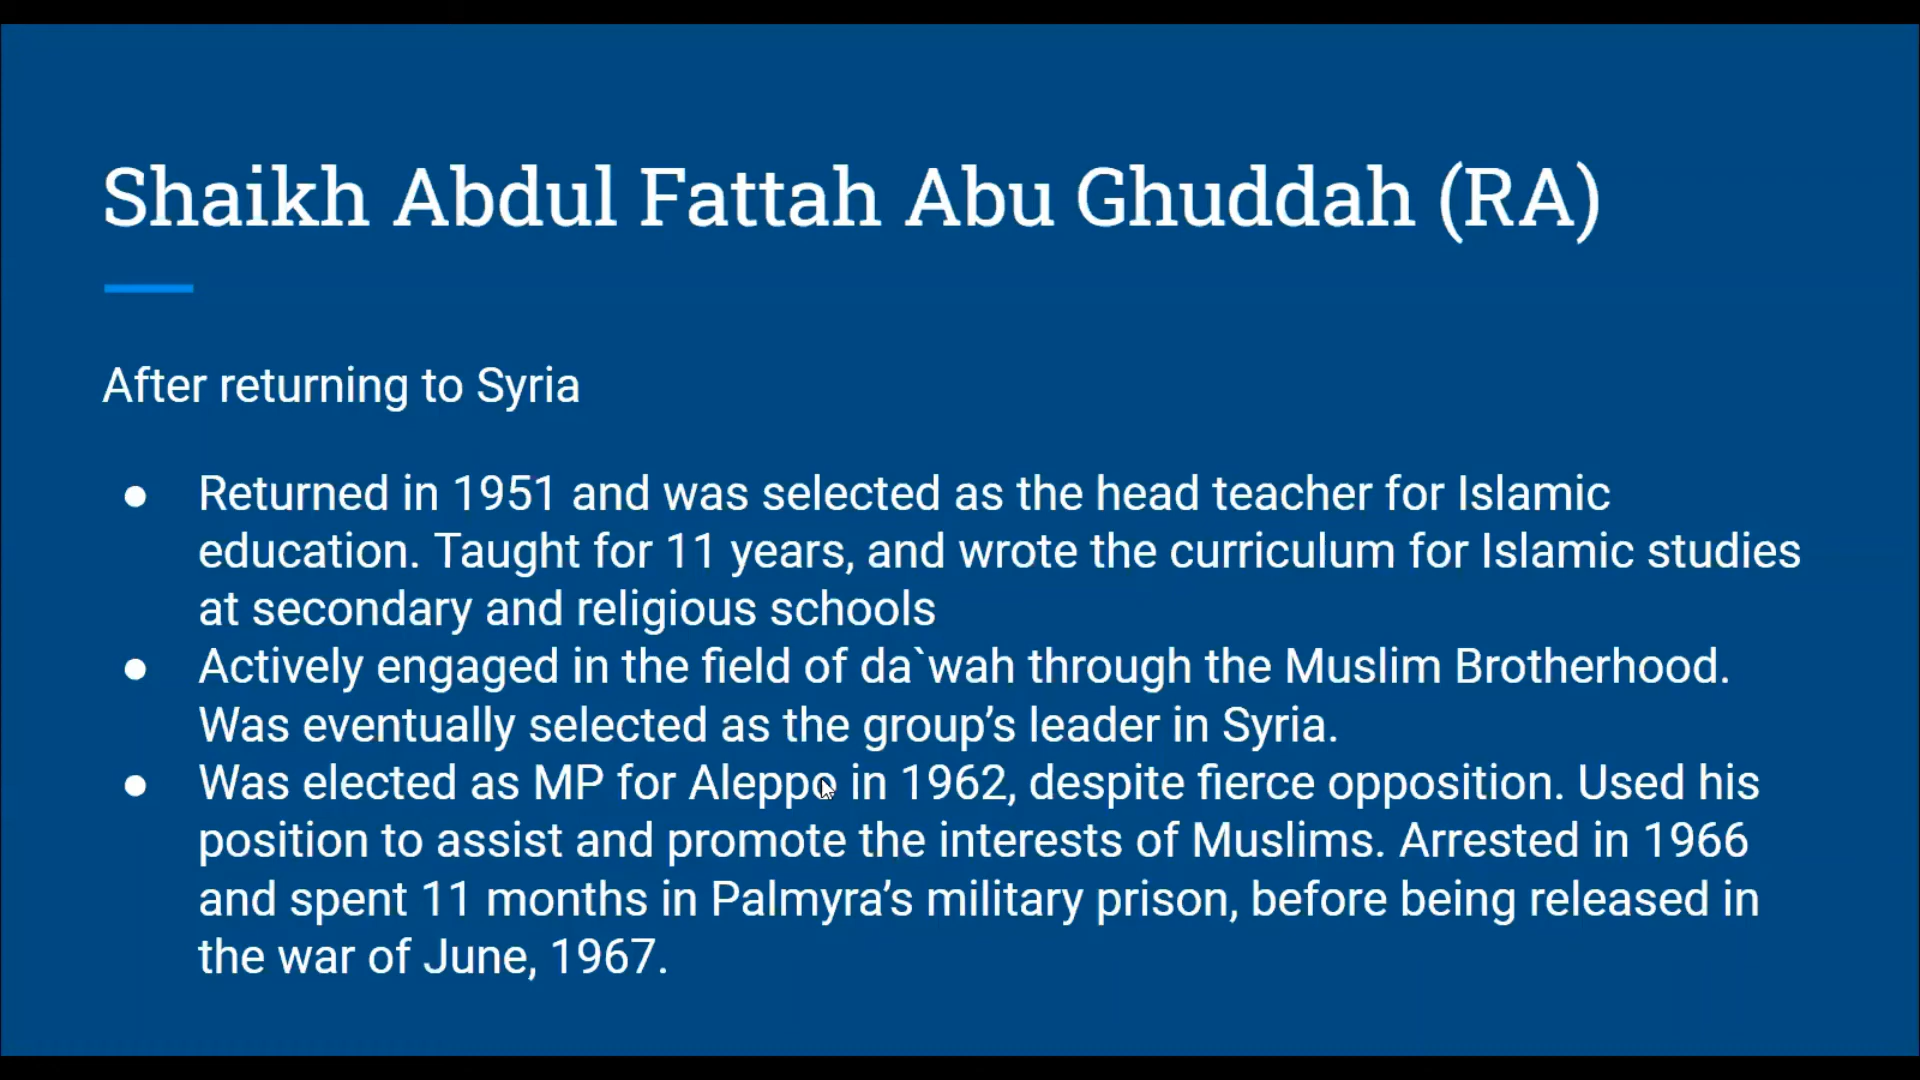 Shaikh Abdul Fattah Abu Ghuddah (RA)
After returning to Syria
● Returned in 1951 and was selected as the head teacher for Islamic
education. Taught for 11 years, and wrote the curriculum for Islamic studies
at secondary and religious schools
● Actively engaged in the field of da`wah through the Muslim Brotherhood.
Was eventually selected as the group’s leader in Syria.
● Was elected as MP for Aleppo in 1962, despite fierce opposition. Used his
position to assist and promote the interests of Muslims. Arrested in 1966
and spent 11 months in Palmyra’s military prison, before being released in
the war of June, 1967.